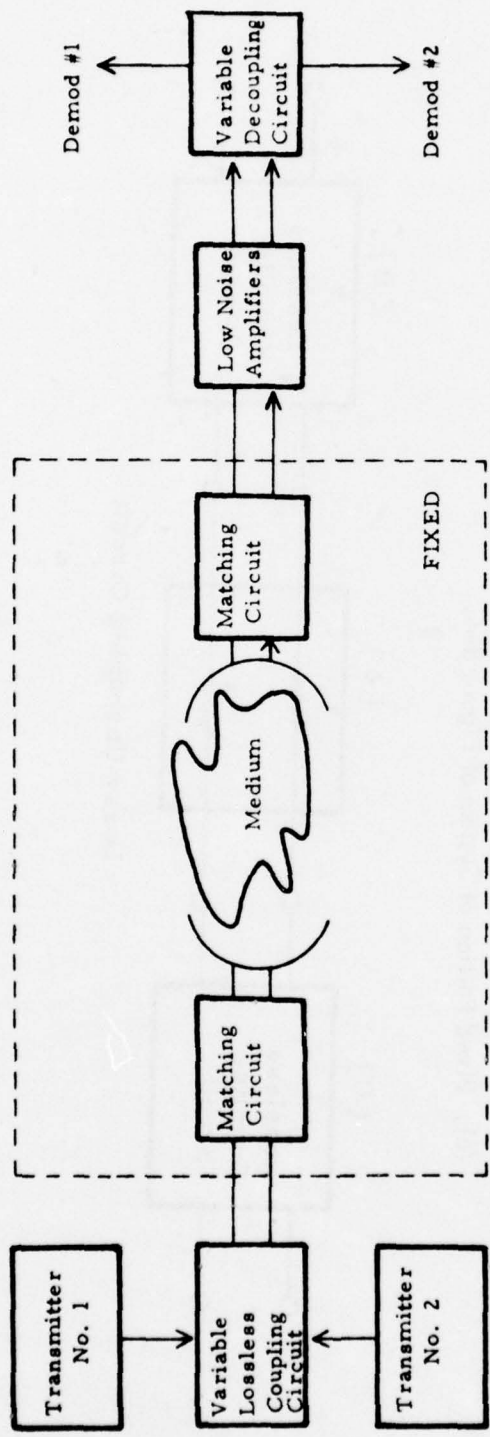 Transmitter
No. 1
Variable
Lossless
Coupling
Circuit
Transmitter
No. 2
Matching
Circuit
Medium
Matching
Circuit
FIXED
Low Noise
Amplifiers
Variable
Decoupling
Circuit
Demod #1
Demod #2